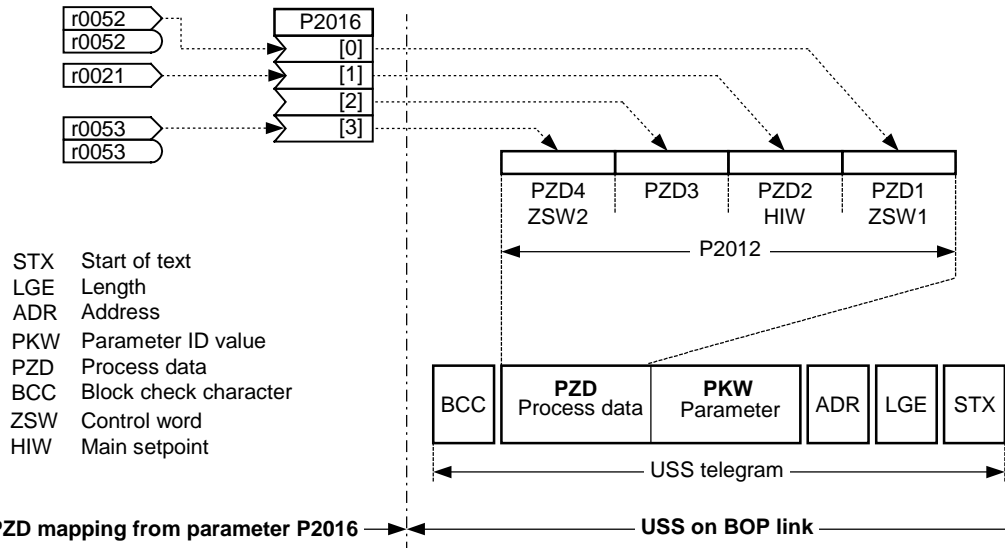 r0052
r0052
r0021
r0053
r0053
P2016
[0]
[1]
[2]
[3]
PZD4 PZD3 PZD2 PZD1
ZSW2 HIW ZSW1
P2012
STX Start of text
LGE Length
ADR Address
PKW Parameter ID value
PZD Process data
BCC Block check character
ZSW Control word
HIW Main setpoint
BCC
PZD
Process data
PKW
Parameter
ADR
LGE
STX
USS telegram
PZD mapping from parameter P2016
USS on BOP link